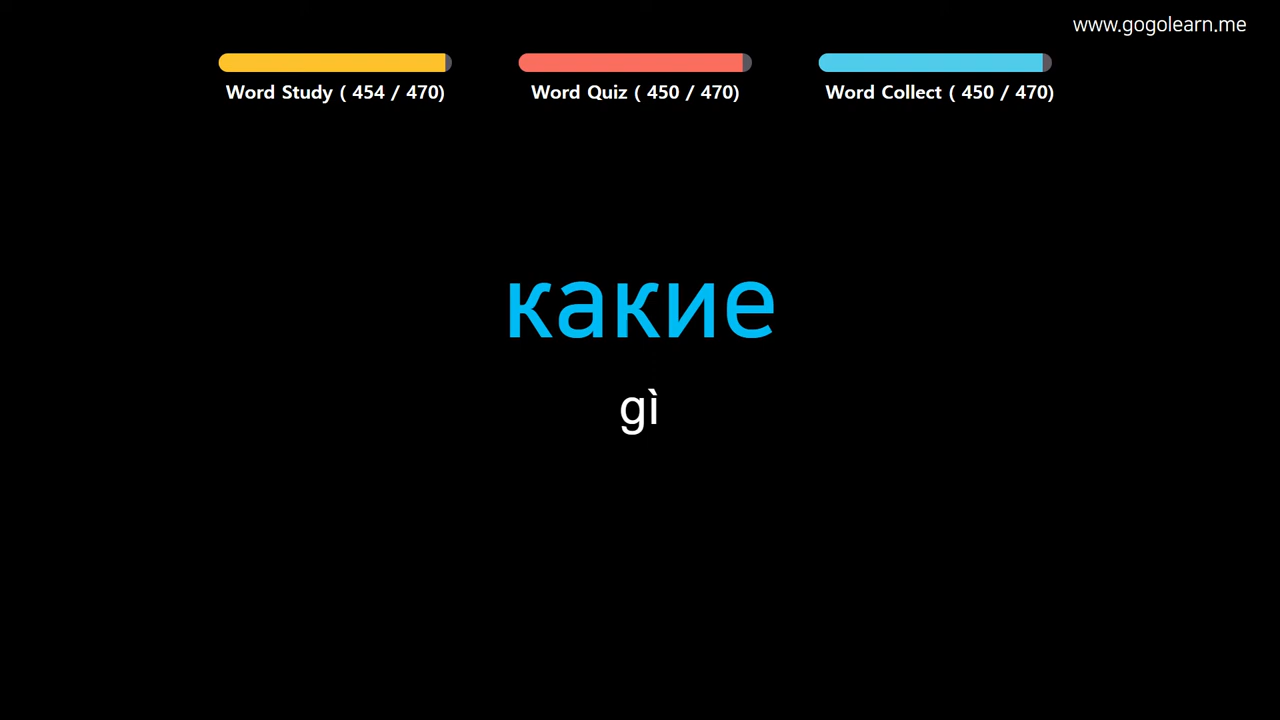 www.gogolearn.me
Word Study ( 454 / 470)
Word Quiz ( 450 / 470)
Word Collect ( 450 / 470)
какие
gì